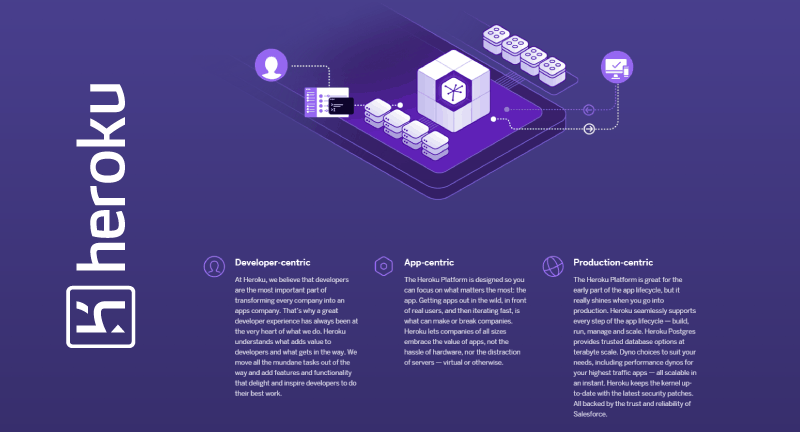 heroku
Developer-centric
At Heroku, we believe that developers
are the most important part of
transforming every company into an
apps company. That's why a great
developer experience has always been at
the very heart of what we do. Heroku
understands what adds value to
developers and what gets in the way. We
move all the mundane tasks out of the
way and add features and functionality
that delight and inspire developers to do
their best work.
App-centric
The Heroku Platform is designed so you
can focus on what matters the most: the
app. Getting apps out in the wild, in front
of real users, and then iterating fast, is
what can make or break companies.
Heroku lets companies of all sizes
embrace the value of apps, not the
hassle of hardware, nor the distraction
of servers — virtual or otherwise.
Production-centric
The Heroku Platform is great for the
early part of the app lifecycle, but it
really shines when you go into
production. Heroku seamlessly supports
every step of the app lifecycle — build,
run, manage and scale. Heroku Postgres
provides trusted database options at
terabyte scale. Dyno choices to suit your
needs, including performance dynos for
your highest traffic apps — all scalable in
an instant. Heroku keeps the kernel up-
to-date with the latest security patches.
All backed by the trust and reliability of
Salesforce.